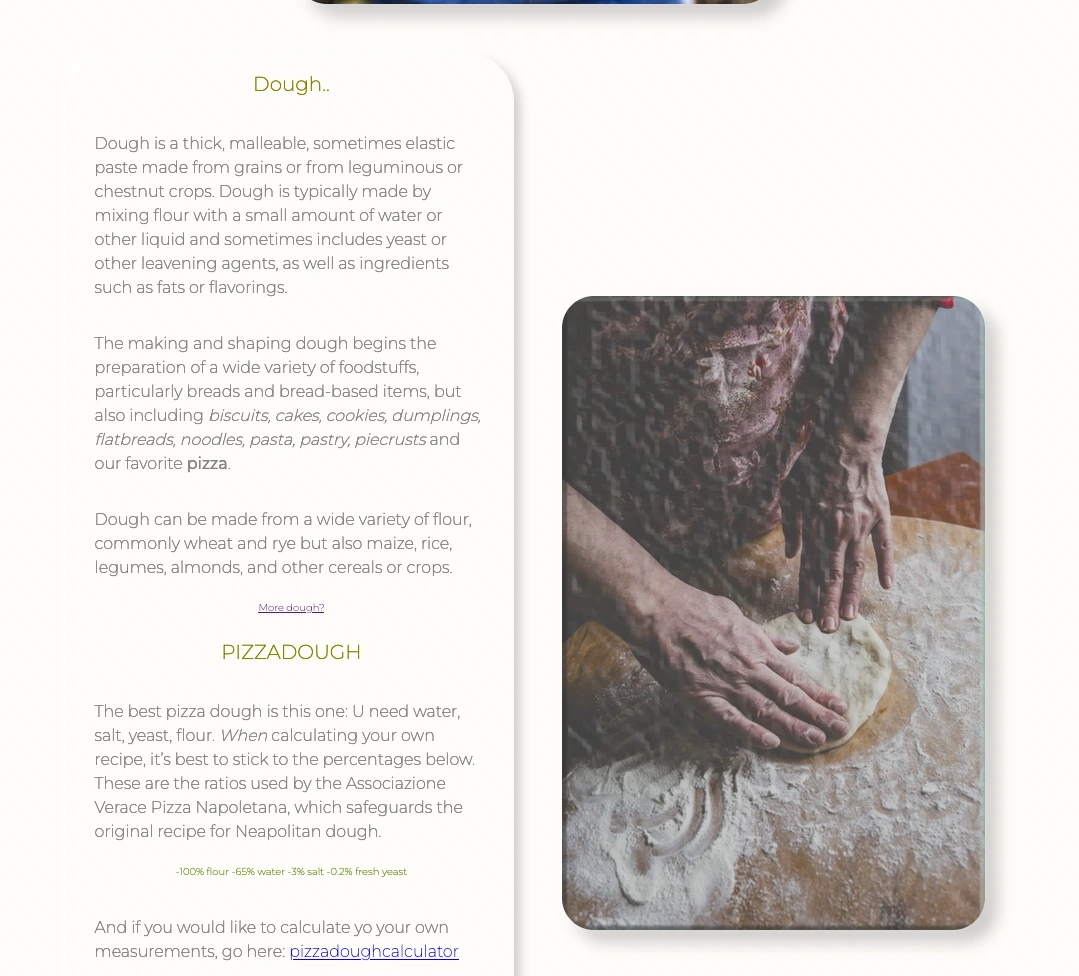 Dough..
Dough is a thick, malleable, sometimes elastic
paste made from grains or from leguminous or
chestnut crops. Dough is typically made by
mixing flour with a small amount of water or
other liquid and sometimes includes yeast or
other leavening agents, as well as ingredients
such as fats or flavorings.
The making and shaping dough begins the
preparation of a wide variety of foodstuffs,
particularly breads and bread-based items, but
also including biscuits, cakes, cookies, dumplings,
flatbreads, noodles, pasta, pastry, piecrusts and
our favorite pizza.
Dough can be made from a wide variety of flour,
commonly wheat and rye but also maize, rice,
legumes, almonds, and other cereals or crops.
More dough?
PIZZADOUGH
The best pizza dough is this one: U need water,
salt, yeast, flour. When calculating your own
recipe, it’s best to stick to the percentages below.
These are the ratios used by the Associazione
Verace Pizza Napoletana, which safeguards the
original recipe for Neapolitan dough.
-100% flour -65% water -3% salt -0.2% fresh yeast
And if you would like to calculate yo your own
measurements, go here: pizzadoughcalculator